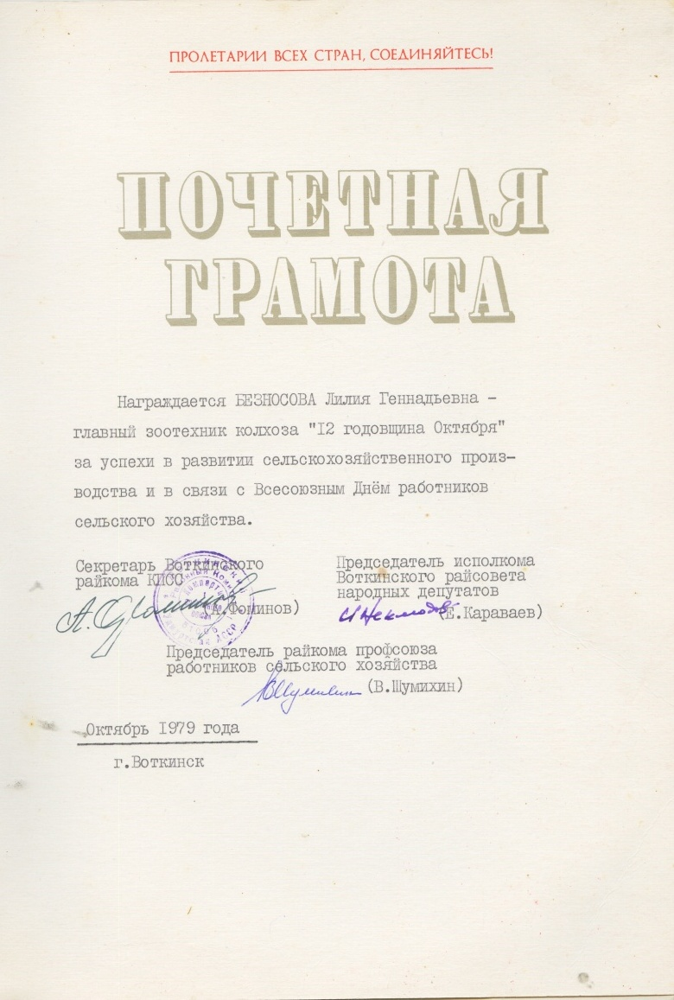 ПРОЛЕТАРИИ ВСЕХ СТРАН, СОЕДИНЯЙТЕСЬ!
ПОЧЕТНАЯ
ГРАМОТА
Награждается БЕЗНОСОВА Лилия Геннадьевна –
главный зоотехник колхоза "I2 годовщина Октября"
за успехи в развитии сельскохозяйственного произ–
водства и в связи с Всесоюзным Днём работников
сельского хозяйства.
Секретарь Воткинского
райкома КПСС
А. Фоминов (А.Фоминов)
Председатель исполкома
Воткинского райсовета
народных депутатов
(Е.Караваев)
Председатель райкома профсоюза
работников сельского хозяйства
ВШумихин (В.Шумихин)
Октябрь I979 года
г.Воткинск